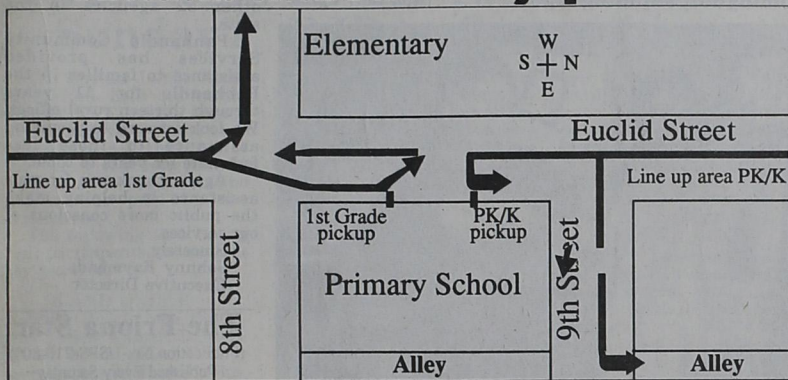 Elementary
W
S N
E
Euclid Street
Euclid Street
Line up area 1st Grade
Line up area PK/K
1st Grade
pickup
PK/K
pickup
8th Street
Primary School
9th Street
Alley
Alley